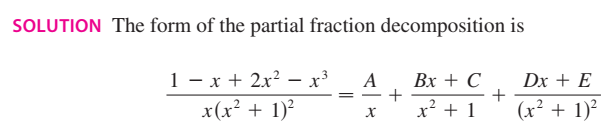 SOLUTION The form of the partial fraction decomposition is
(1 − x + 2x² − x³)/(x(x² + 1)²) = A/x + (Bx + C)/(x² + 1) + (Dx + E)/(x² + 1)²